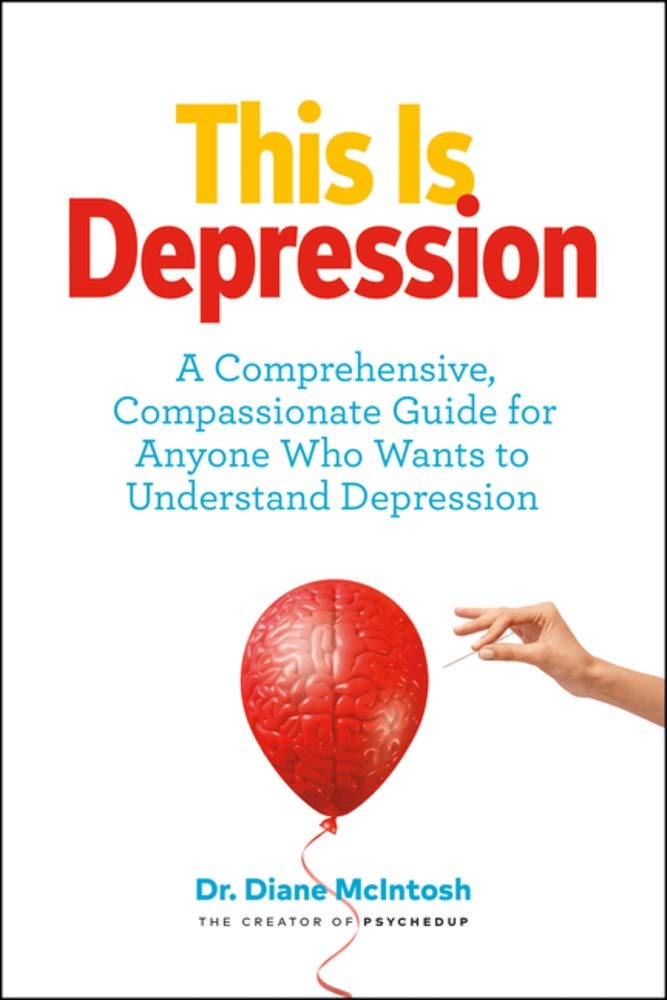 This Is
Depression
A Comprehensive,
Compassionate Guide for
Anyone Who Wants to
Understand Depression
Dr. Diane McIntosh
THE CREATOR OF PSYCHEDUP